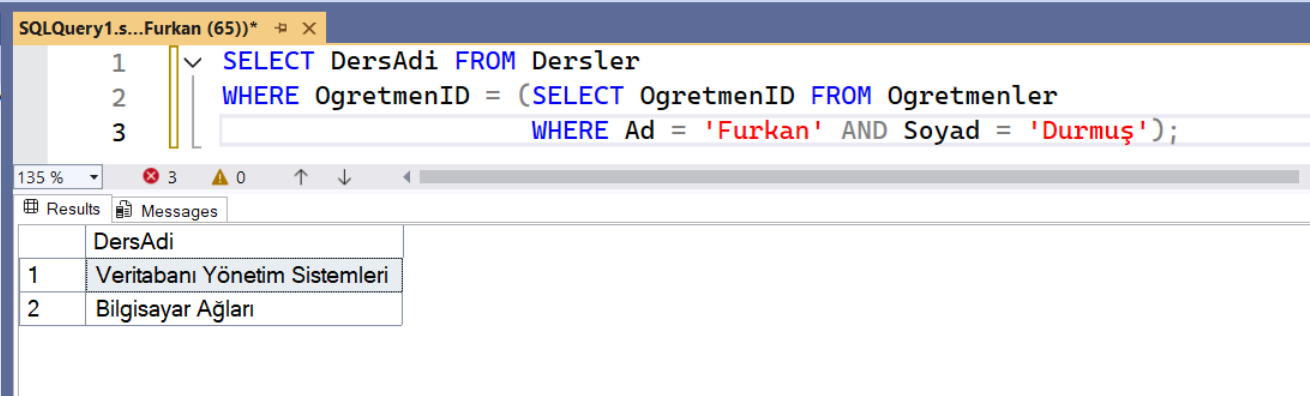 SQLQuery1.s...Furkan (65))*
1 SELECT DersAdi FROM Dersler
2 WHERE OgretmenID = (SELECT OgretmenID FROM Ogretmenler
3 WHERE Ad = 'Furkan' AND Soyad = 'Durmuş');
135 % 3 0
Results Messages
DersAdi
1 Veritabanı Yönetim Sistemleri
2 Bilgisayar Ağları